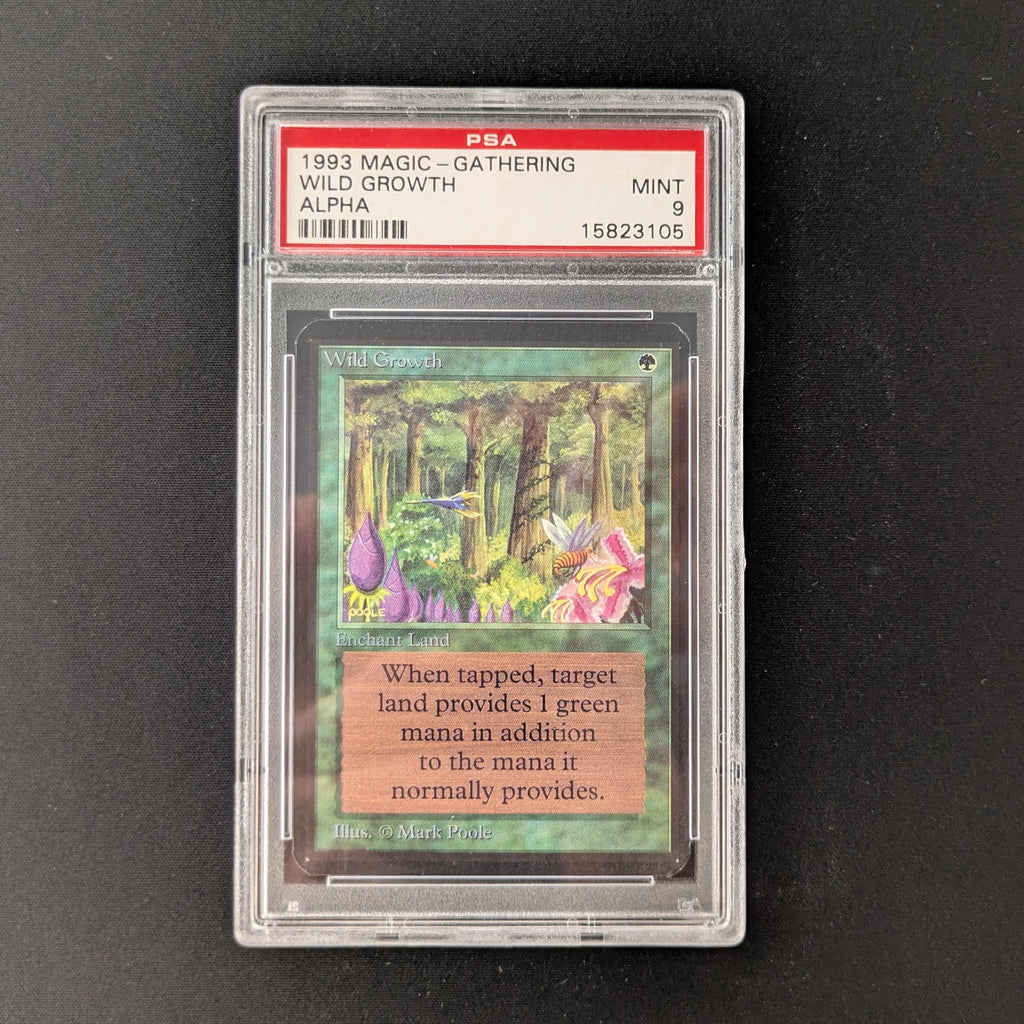 PSA
1993 MAGIC – GATHERING
WILD GROWTH MINT
ALPHA 9
15823105
Wild Growth
POOLE
Enchant Land
When tapped, target
land provides 1 green
mana in addition
to the mana it
normally provides.
Illus. © Mark Poole